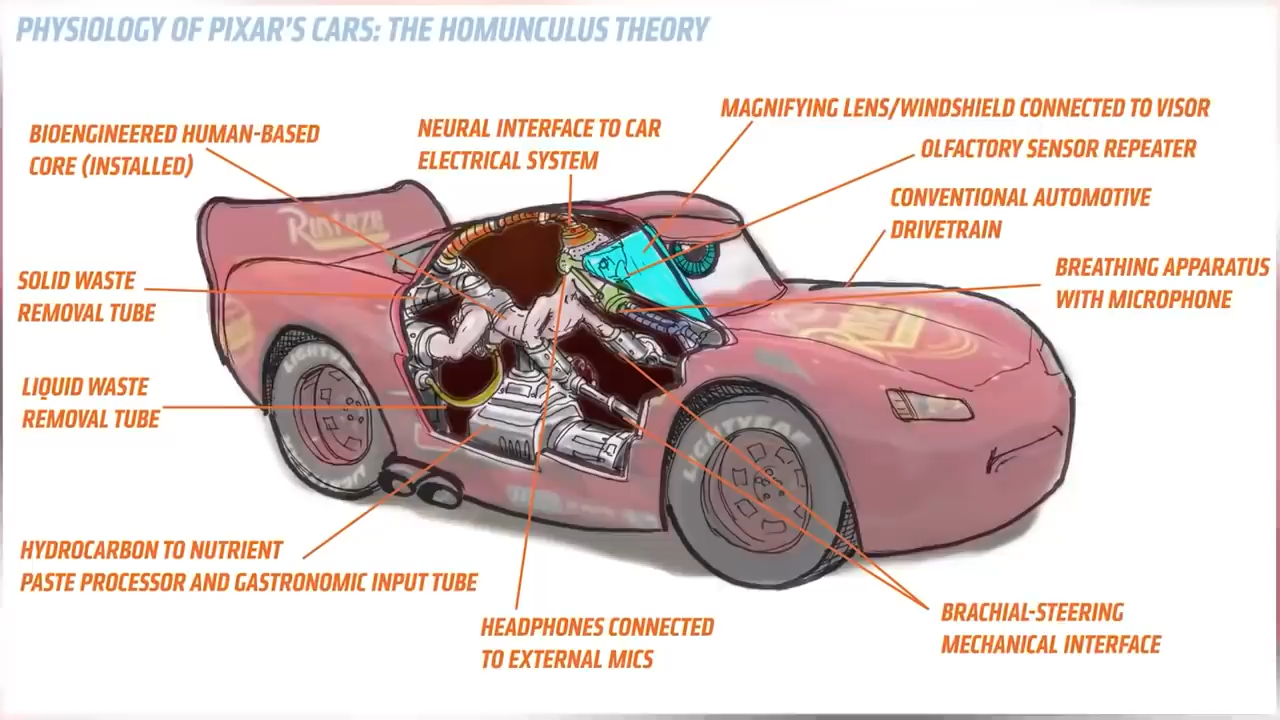 PHYSIOLOGY OF PIXAR'S CARS: THE HOMUNCULUS THEORY
MAGNIFYING LENS/WINDSHIELD CONNECTED TO VISOR
BIOENGINEERED HUMAN-BASED
CORE (INSTALLED)
NEURAL INTERFACE TO CAR
ELECTRICAL SYSTEM
OLFACTORY SENSOR REPEATER
CONVENTIONAL AUTOMOTIVE
DRIVETRAIN
BREATHING APPARATUS
WITH MICROPHONE
SOLID WASTE
REMOVAL TUBE
LIQUID WASTE
REMOVAL TUBE
LIGHTYEAR
HYDROCARBON TO NUTRIENT
PASTE PROCESSOR AND GASTRONOMIC INPUT TUBE
HEADPHONES CONNECTED
TO EXTERNAL MICS
BRACHIAL-STEERING
MECHANICAL INTERFACE